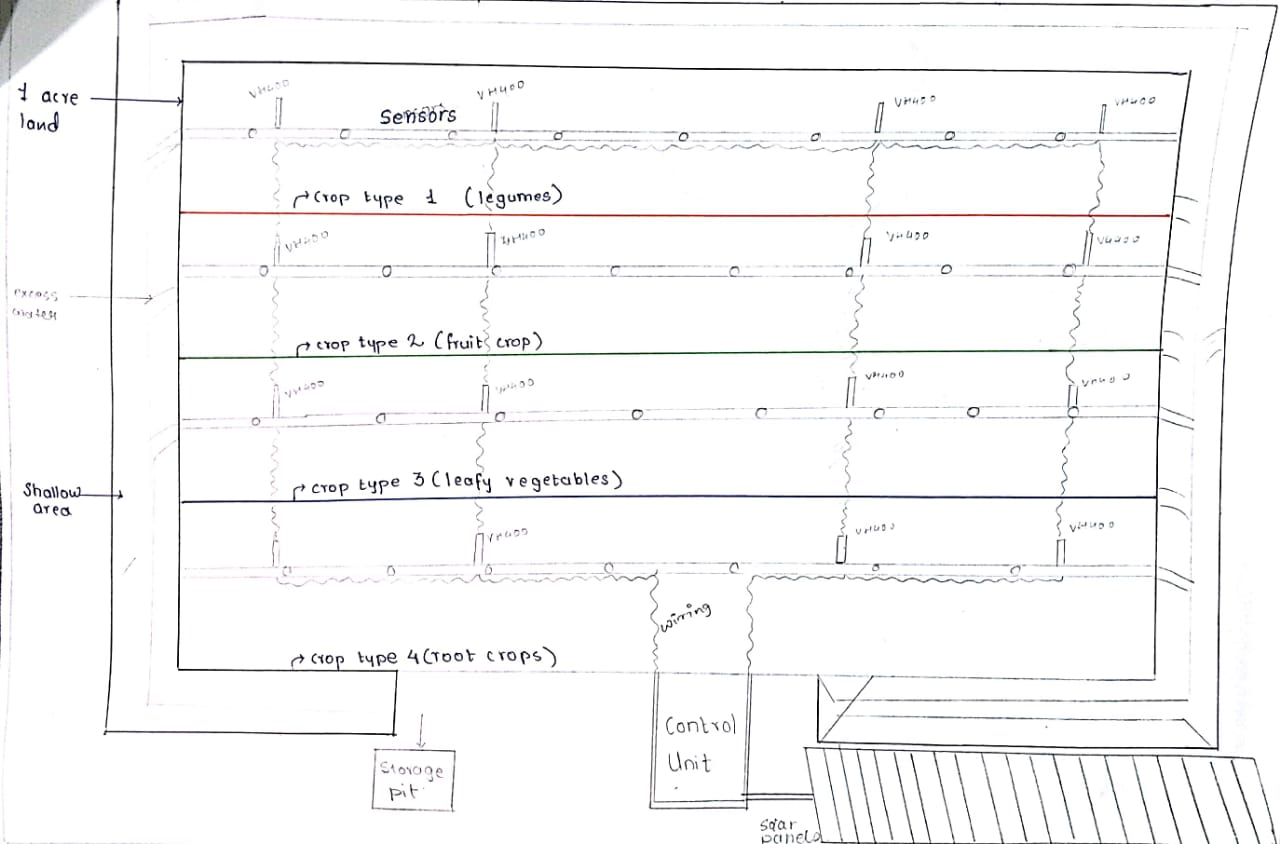 VH400
VH400
VH400
VH400
1 acre
land
Sensors
crop type 1 (legumes)
VH400
VH400
VH400
VH400
excess
water
crop type 2 (fruit crop)
VH400
VH400
VH400
VH400
Shallow
area
crop type 3 (leafy vegetables)
VH400
VH400
VH400
wiring
crop type 4 (root crops)
Control
Unit
Storage
pit
solar
panels